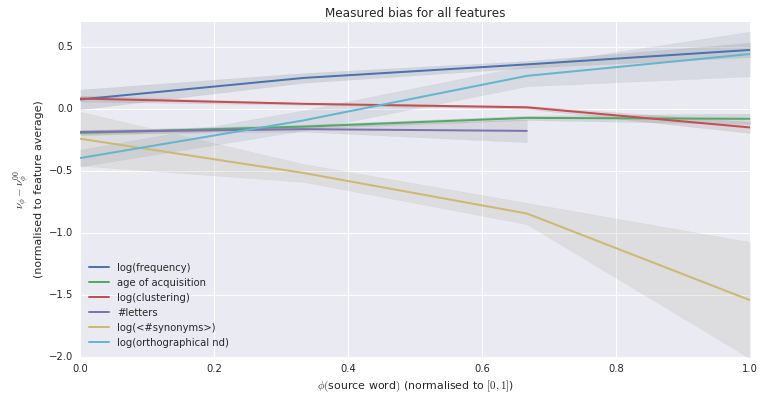 Measured bias for all features
0.5
0.0
−0.5
−1.0
−1.5
−2.0
ν_ϕ − ν_ϕ^00
(normalised to feature average)
log(frequency)
age of acquisition
log(clustering)
#letters
log(<#synonyms>)
log(orthographical nd)
0.0 0.2 0.4 0.6 0.8 1.0
ϕ(source word) (normalised to [0, 1])